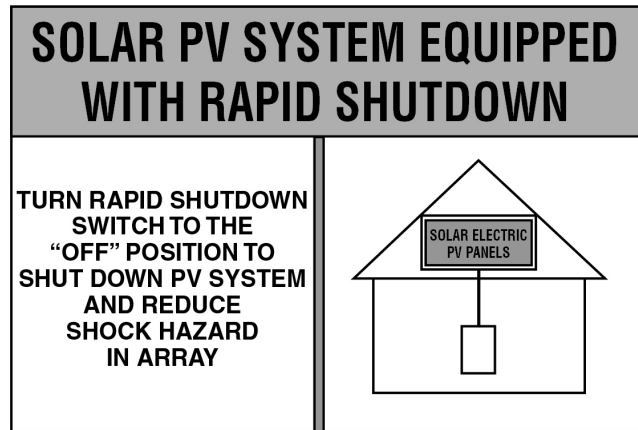 SOLAR PV SYSTEM EQUIPPED
WITH RAPID SHUTDOWN
TURN RAPID SHUTDOWN
SWITCH TO THE
“OFF” POSITION TO
SHUT DOWN PV SYSTEM
AND REDUCE
SHOCK HAZARD
IN ARRAY
SOLAR ELECTRIC
PV PANELS